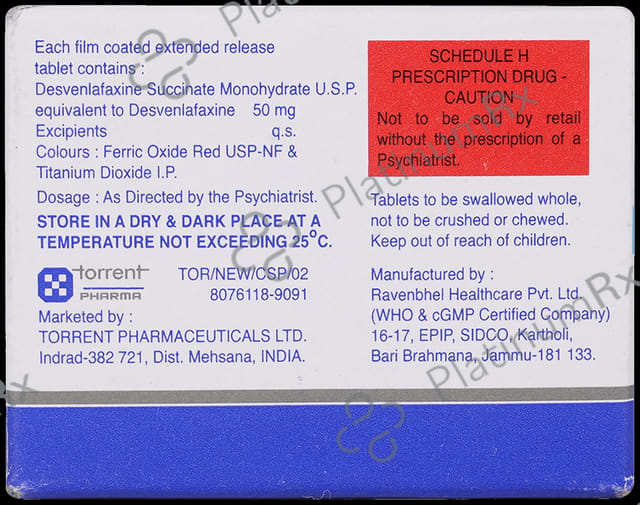 Each film coated extended release
tablet contains :
Desvenlafaxine Succinate Monohydrate U.S.P.
equivalent to Desvenlafaxine 50 mg
Excipients q.s.
Colours : Ferric Oxide Red USP-NF &
Titanium Dioxide I.P.
Dosage : As Directed by the Psychiatrist.
STORE IN A DRY & DARK PLACE AT A
TEMPERATURE NOT EXCEEDING 25°C.
torrent
PHARMA
TOR/NEW/CSP/02
8076118-9091
Marketed by :
TORRENT PHARMACEUTICALS LTD.
Indrad-382 721, Dist. Mehsana, INDIA.
SCHEDULE H
PRESCRIPTION DRUG -
CAUTION
Not to be sold by retail
without the prescription of a
Psychiatrist.
Tablets to be swallowed whole,
not to be crushed or chewed.
Keep out of reach of children.
Manufactured by :
Ravenbhel Healthcare Pvt. Ltd.
(WHO & cGMP Certified Company)
16-17, EPIP, SIDCO, Kartholi,
Bari Brahmana, Jammu-181 133.
PlatinumRx
PlatinumRx